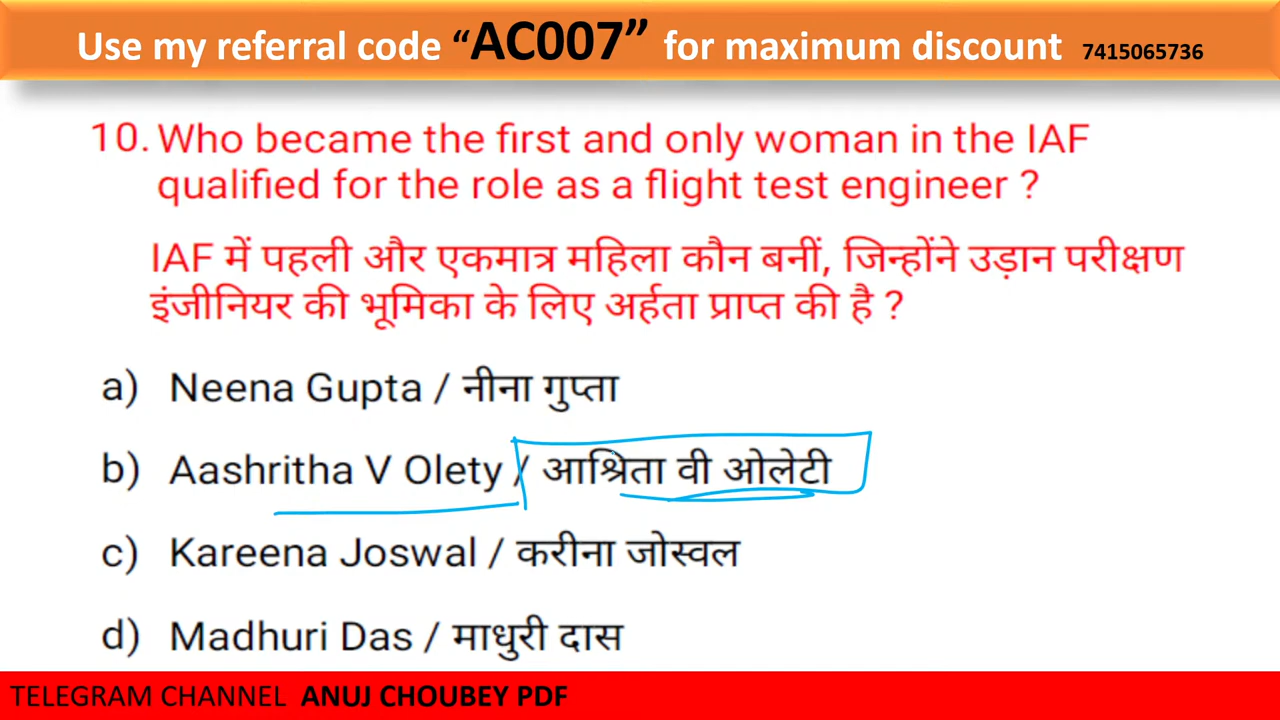 Use my referral code “AC007” for maximum discount 7415065736
10. Who became the first and only woman in the IAF
qualified for the role as a flight test engineer ?
IAF में पहली और एकमात्र महिला कौन बनीं, जिन्होंने उड़ान परीक्षण
इंजीनियर की भूमिका के लिए अर्हता प्राप्त की है ?
a) Neena Gupta / नीना गुप्ता
b) Aashritha V Olety / आश्रिता वी ओलेटी
c) Kareena Joswal / करीना जोस्वल
d) Madhuri Das / माधुरी दास
TELEGRAM CHANNEL ANUJ CHOUBEY PDF